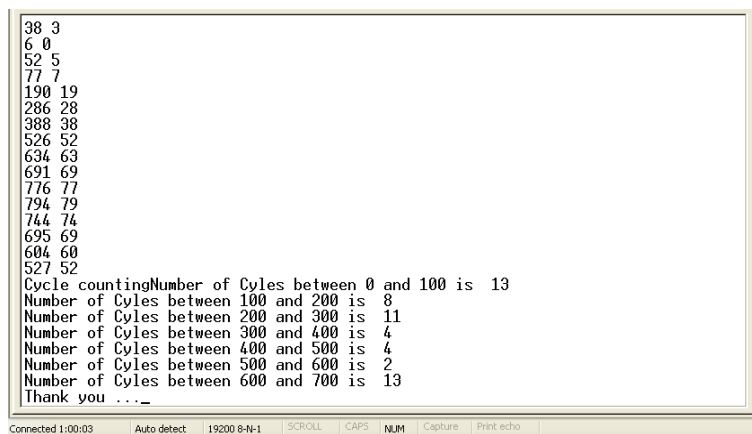 38 3
6 0
52 5
77 7
190 19
286 28
388 38
526 52
634 63
691 69
776 77
794 79
744 74
695 69
604 60
527 52
Cycle countingNumber of Cyles between 0 and 100 is  13
Number of Cyles between 100 and 200 is  8
Number of Cyles between 200 and 300 is  11
Number of Cyles between 300 and 400 is  4
Number of Cyles between 400 and 500 is  4
Number of Cyles between 500 and 600 is  2
Number of Cyles between 600 and 700 is  13
Thank you ..._
Connected 1:00:03 Auto detect 19200 8-N-1 SCROLL CAPS NUM Capture Print echo